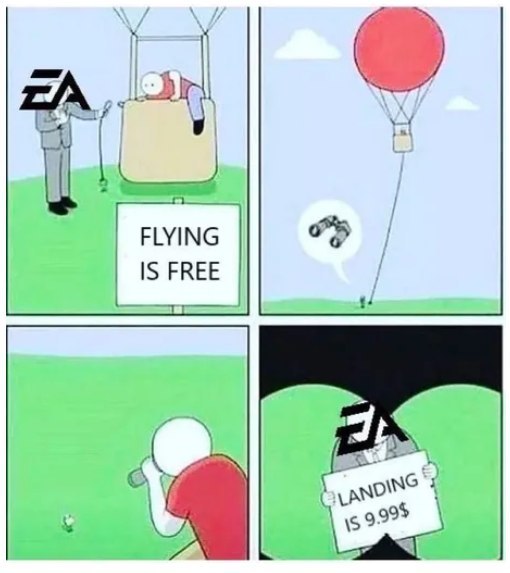 EA
FLYING
IS FREE
EA
LANDING
IS 9.99$